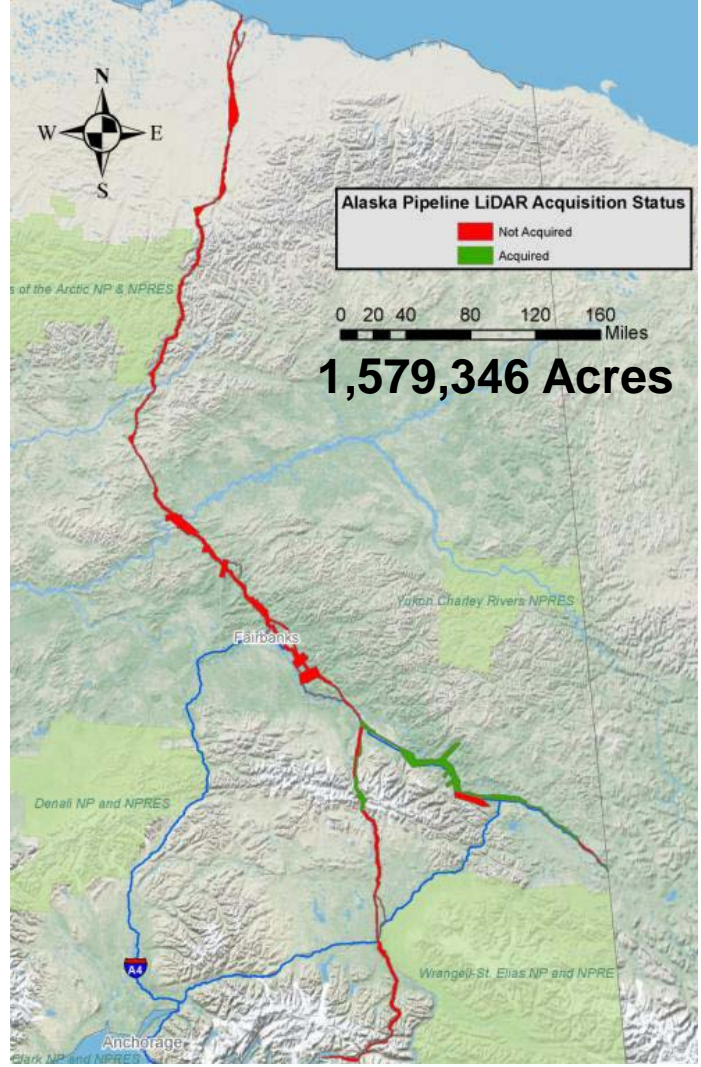 N
W E
S
Alaska Pipeline LiDAR Acquisition Status
Not Acquired
Acquired
s of the Arctic NP & NPRES
0 20 40 80 120 160
Miles
1,579,346 Acres
Yukon Charley Rivers NPRES
Fairbanks
Denali NP and NPRES
A4
Wrangell-St. Elias NP and NPRE
Anchorage
Clark NP and NPRES